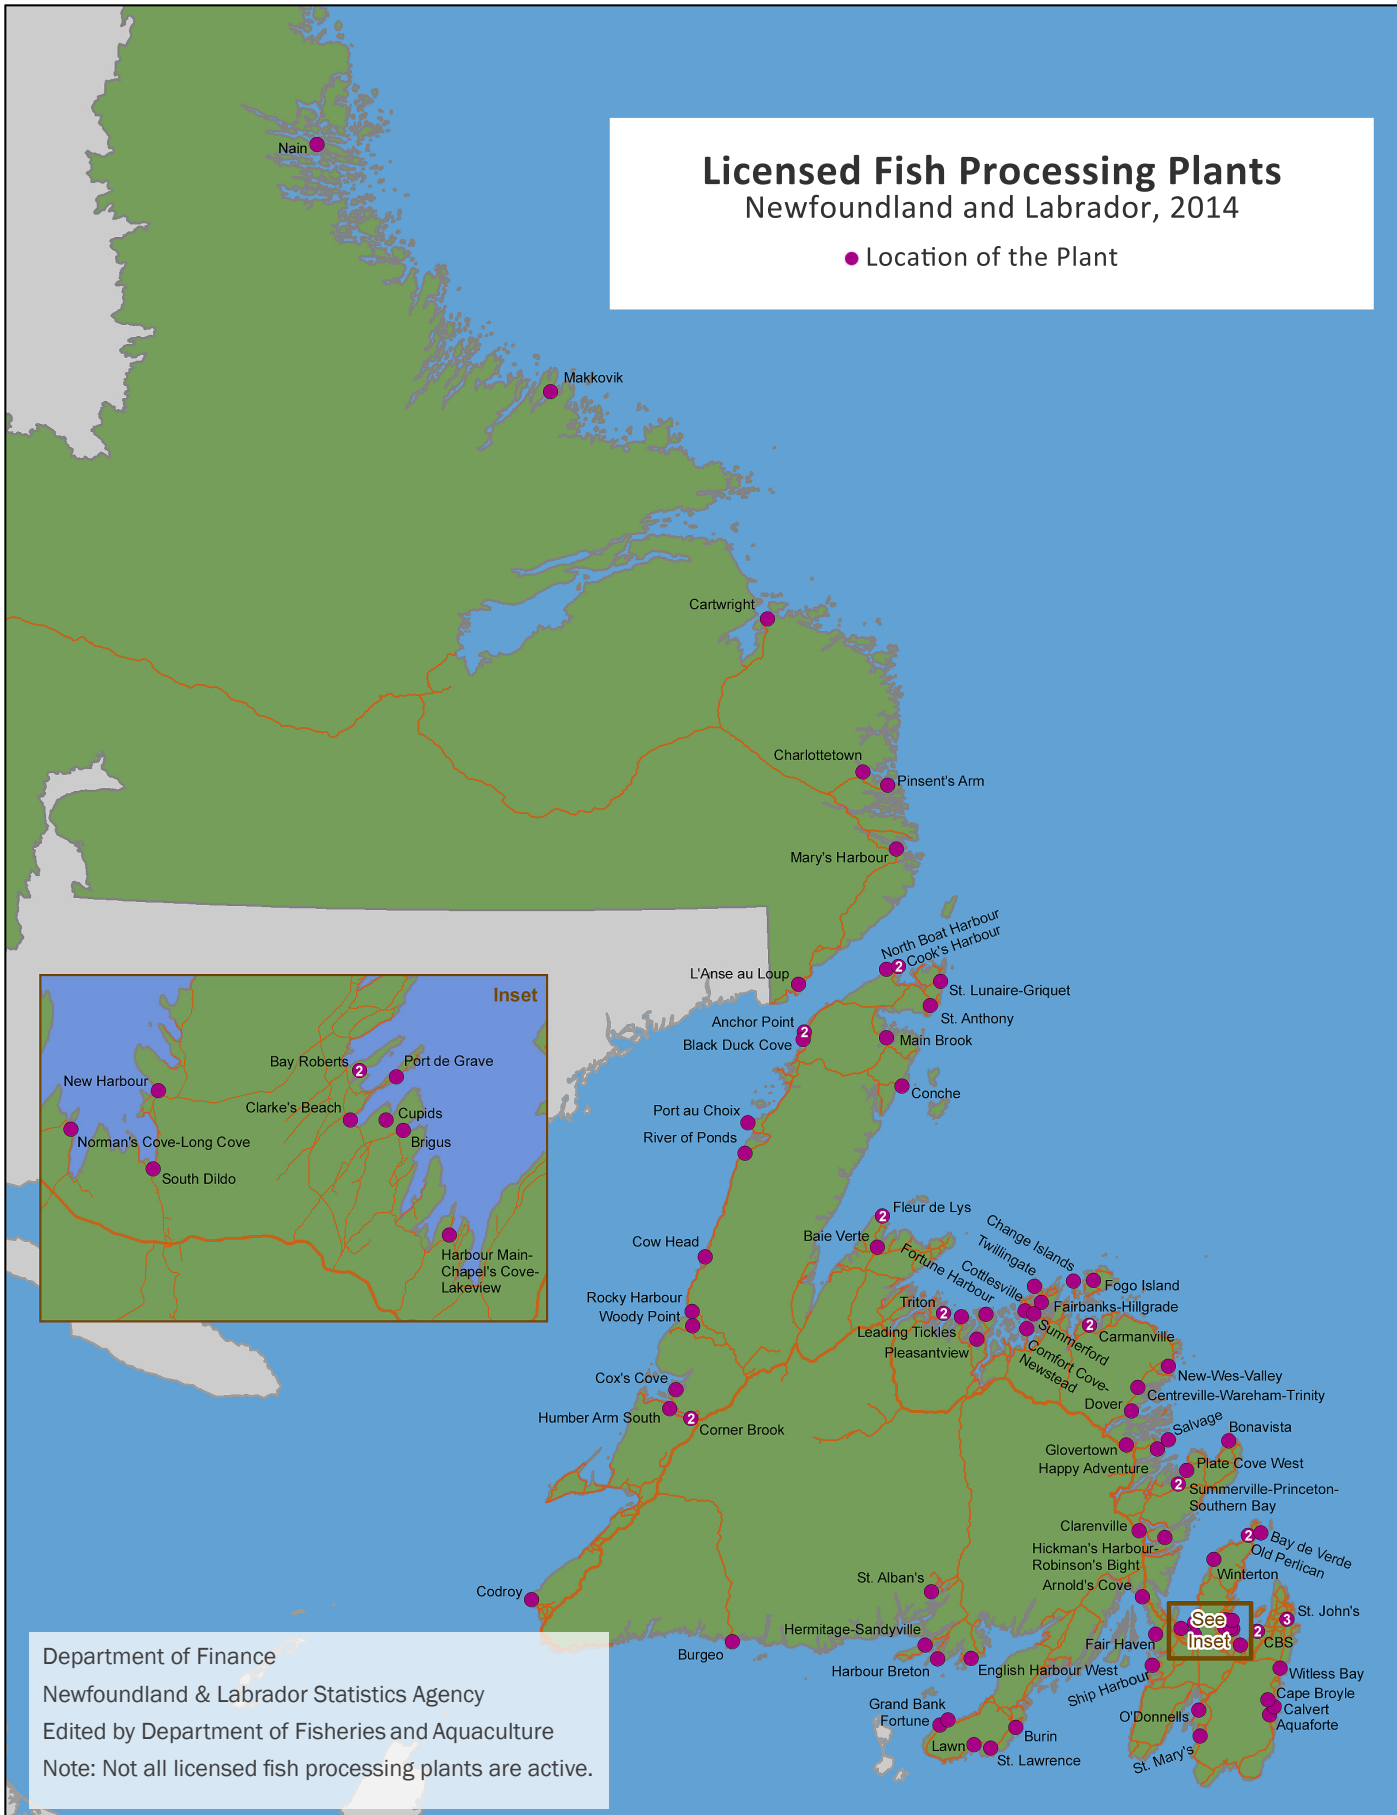 Licensed Fish Processing Plants
Newfoundland and Labrador, 2014
Location of the Plant
Nain
Makkovik
Cartwright
Charlottetown
Pinsent's Arm
Mary's Harbour
North Boat Harbour
2
Cook's Harbour
L'Anse au Loup
St. Lunaire-Griquet
St. Anthony
Anchor Point
2
Black Duck Cove
Main Brook
Conche
Port au Choix
River of Ponds
Inset
Bay Roberts
2
Port de Grave
New Harbour
Clarke's Beach
Cupids
Norman's Cove-Long Cove
Brigus
South Dildo
Harbour Main-
Chapel's Cove-
Lakeview
2
Fleur de Lys
Baie Verte
Cow Head
Fortune Harbour
Cottlesville
Twillingate
Change Islands
Fogo Island
Rocky Harbour
Woody Point
Triton
2
Fairbanks-Hillgrade
Leading Tickles
Summerford
2
Carmanville
Pleasantview
Comfort Cove-
Newstead
Cox's Cove
New-Wes-Valley
Centreville-Wareham-Trinity
Dover
Humber Arm South
2
Corner Brook
Salvage
Bonavista
Glovertown
Happy Adventure
Plate Cove West
2
Summerville-Princeton-
Southern Bay
Clarenville
2
Bay de Verde
Old Perlican
Hickman's Harbour-
Robinson's Bight
Winterton
Arnold's Cove
St. Alban's
Codroy
See
Inset
3
St. John's
2
CBS
Hermitage-Sandyville
Fair Haven
Burgeo
Harbour Breton
English Harbour West
Ship Harbour
Witless Bay
Grand Bank
Fortune
Cape Broyle
Calvert
Aquaforte
O'Donnells
Burin
Lawn
St. Lawrence
St. Mary's
Department of Finance
Newfoundland & Labrador Statistics Agency
Edited by Department of Fisheries and Aquaculture
Note: Not all licensed fish processing plants are active.